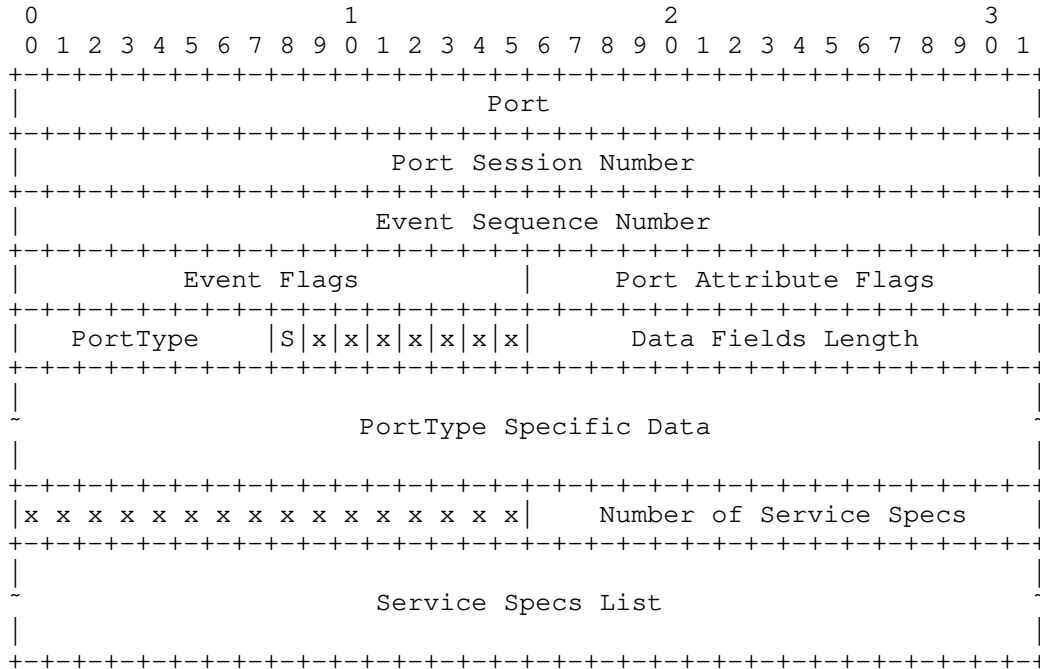 0                   1                   2                   3
 0 1 2 3 4 5 6 7 8 9 0 1 2 3 4 5 6 7 8 9 0 1 2 3 4 5 6 7 8 9 0 1
+-+-+-+-+-+-+-+-+-+-+-+-+-+-+-+-+-+-+-+-+-+-+-+-+-+-+-+-+-+-+-+-+
|                             Port                              |
+-+-+-+-+-+-+-+-+-+-+-+-+-+-+-+-+-+-+-+-+-+-+-+-+-+-+-+-+-+-+-+-+
|                       Port Session Number                     |
+-+-+-+-+-+-+-+-+-+-+-+-+-+-+-+-+-+-+-+-+-+-+-+-+-+-+-+-+-+-+-+-+
|                      Event Sequence Number                    |
+-+-+-+-+-+-+-+-+-+-+-+-+-+-+-+-+-+-+-+-+-+-+-+-+-+-+-+-+-+-+-+-+
|          Event Flags          |     Port Attribute Flags      |
+-+-+-+-+-+-+-+-+-+-+-+-+-+-+-+-+-+-+-+-+-+-+-+-+-+-+-+-+-+-+-+-+
|   PortType    |S|x|x|x|x|x|x|x|      Data Fields Length       |
+-+-+-+-+-+-+-+-+-+-+-+-+-+-+-+-+-+-+-+-+-+-+-+-+-+-+-+-+-+-+-+-+
|                                                               |
~                     PortType Specific Data                    ~
|                                                               |
+-+-+-+-+-+-+-+-+-+-+-+-+-+-+-+-+-+-+-+-+-+-+-+-+-+-+-+-+-+-+-+-+
|x x x x x x x x x x x x x x x x|    Number of Service Specs    |
+-+-+-+-+-+-+-+-+-+-+-+-+-+-+-+-+-+-+-+-+-+-+-+-+-+-+-+-+-+-+-+-+
|                                                               |
~                      Service Specs List                       ~
|                                                               |
+-+-+-+-+-+-+-+-+-+-+-+-+-+-+-+-+-+-+-+-+-+-+-+-+-+-+-+-+-+-+-+-+